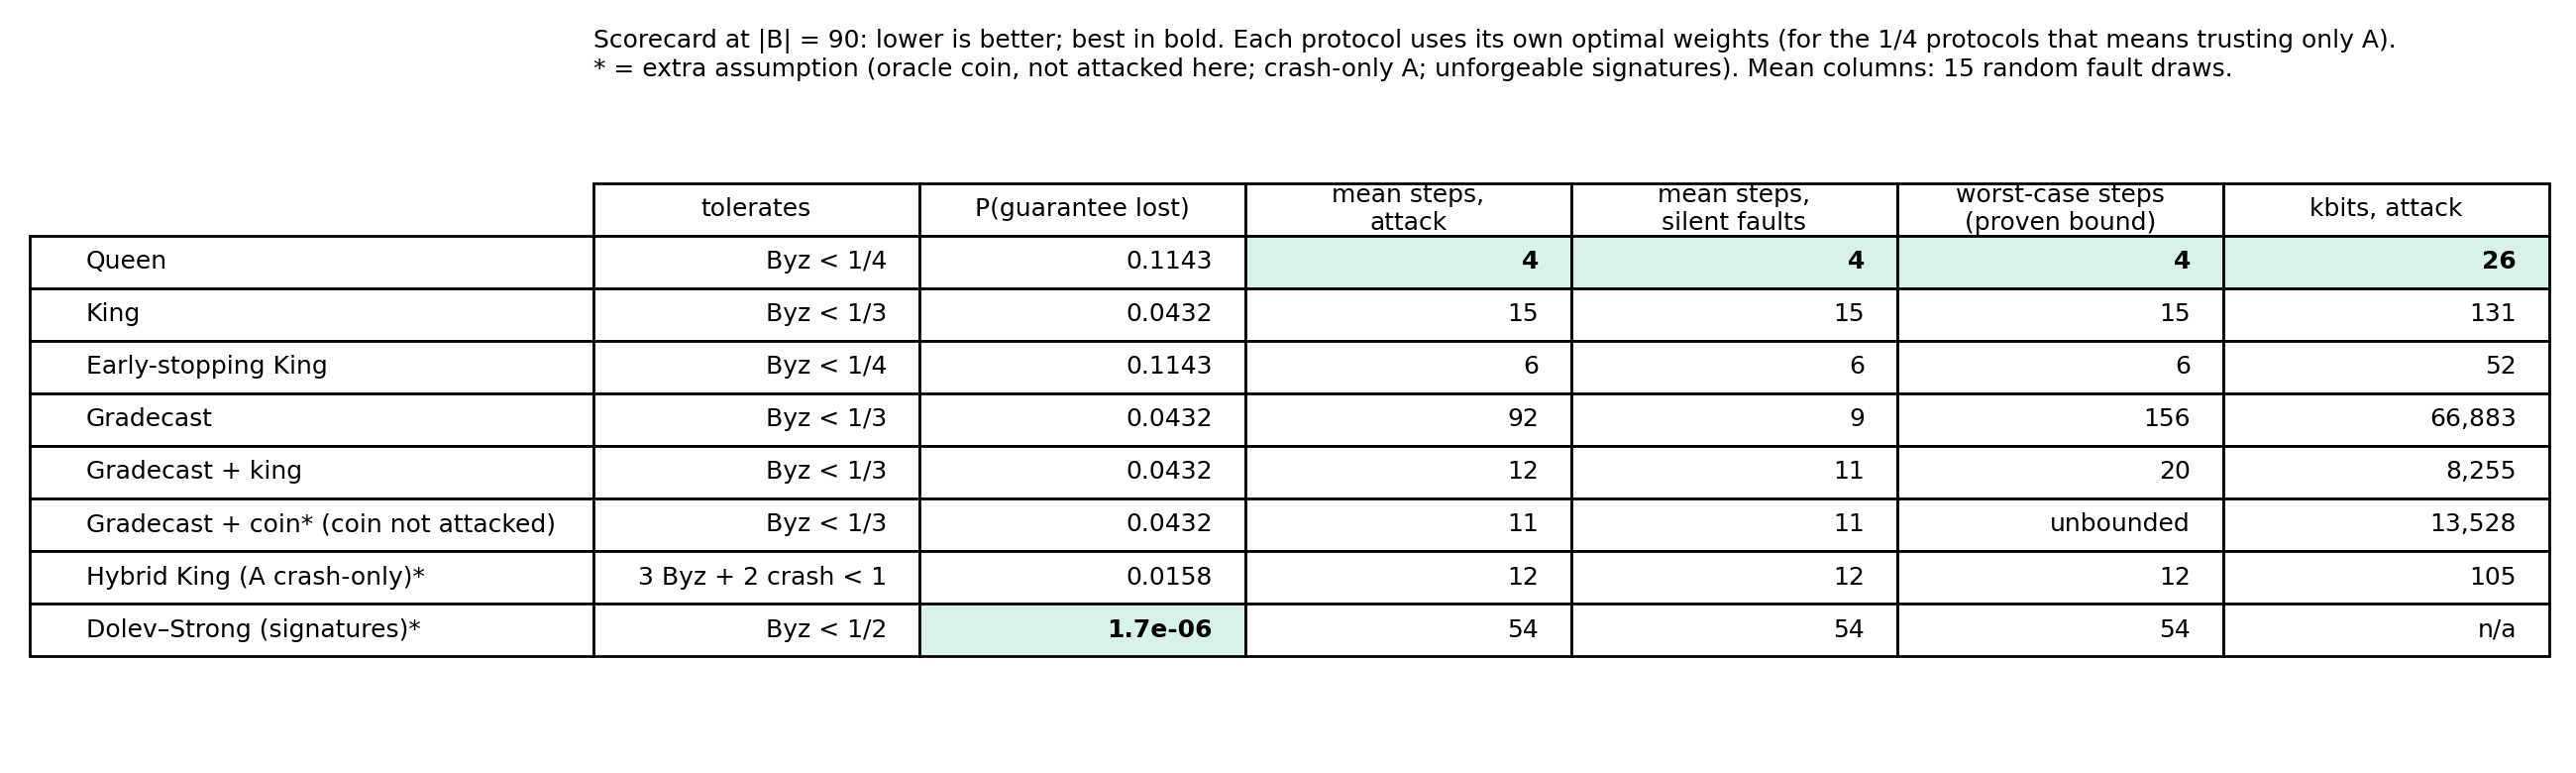 Scorecard at |B| = 90: lower is better; best in bold. Each protocol uses its own optimal weights (for the 1/4 protocols that means trusting only A).
* = extra assumption (oracle coin, not attacked here; crash-only A; unforgeable signatures). Mean columns: 15 random fault draws.
tolerates P(guarantee lost) mean steps, attack mean steps, silent faults worst-case steps (proven bound) kbits, attack
Queen Byz < 1/4 0.1143 4 4 4 26
King Byz < 1/3 0.0432 15 15 15 131
Early-stopping King Byz < 1/4 0.1143 6 6 6 52
Gradecast Byz < 1/3 0.0432 92 9 156 66,883
Gradecast + king Byz < 1/3 0.0432 12 11 20 8,255
Gradecast + coin* (coin not attacked) Byz < 1/3 0.0432 11 11 unbounded 13,528
Hybrid King (A crash-only)* 3 Byz + 2 crash < 1 0.0158 12 12 12 105
Dolev–Strong (signatures)* Byz < 1/2 1.7e-06 54 54 54 n/a